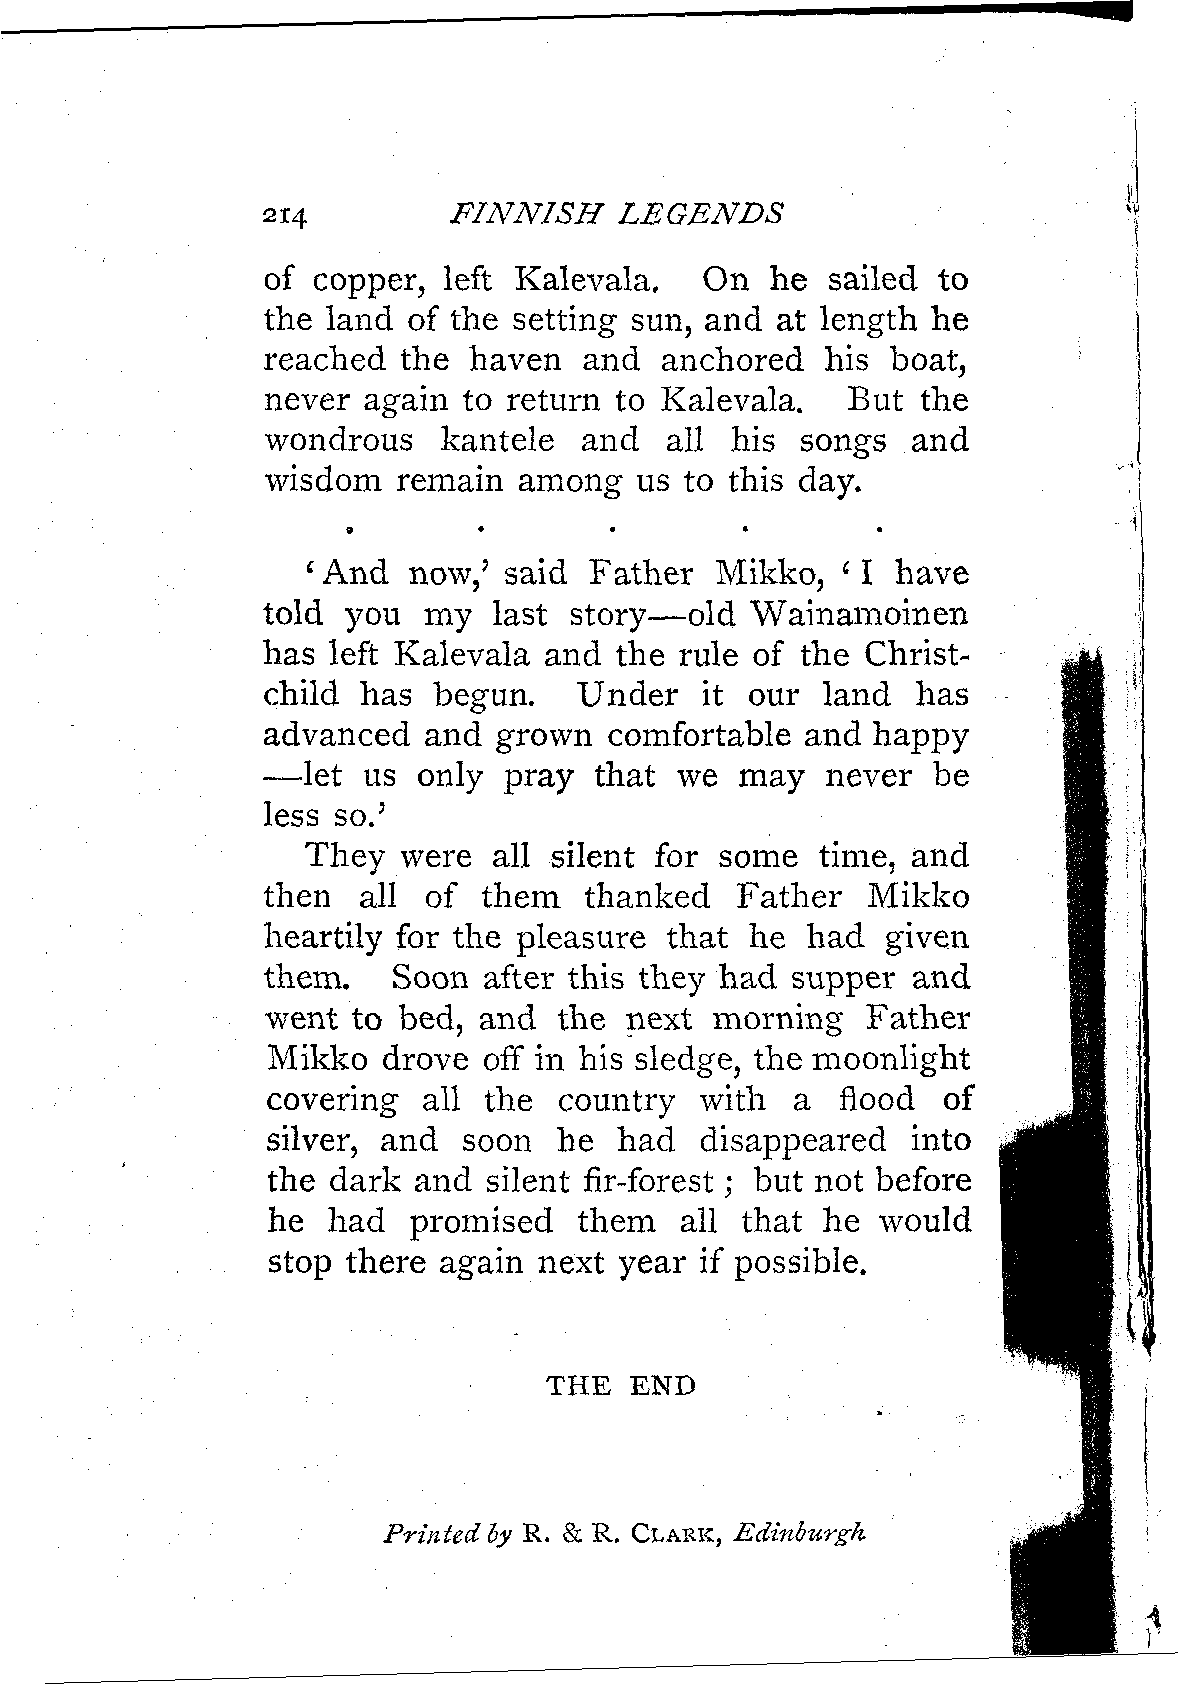 214 FINNISH LEGENDS
of copper, left Kalevala. On he sailed to
the land of the setting sun, and at length he
reached the haven and anchored his boat,
never again to return to Kalevala. But the
wondrous kantele and all his songs and
wisdom remain among us to this day.
. . . . .
‘And now,’ said Father Mikko, ‘I have
told you my last story—old Wainamoinen
has left Kalevala and the rule of the Christ-
child has begun. Under it our land has
advanced and grown comfortable and happy
—let us only pray that we may never be
less so.’
They were all silent for some time, and
then all of them thanked Father Mikko
heartily for the pleasure that he had given
them. Soon after this they had supper and
went to bed, and the next morning Father
Mikko drove off in his sledge, the moonlight
covering all the country with a flood of
silver, and soon he had disappeared into
the dark and silent fir-forest ; but not before
he had promised them all that he would
stop there again next year if possible.
THE END
Printed by R. & R. CLARK, Edinburgh